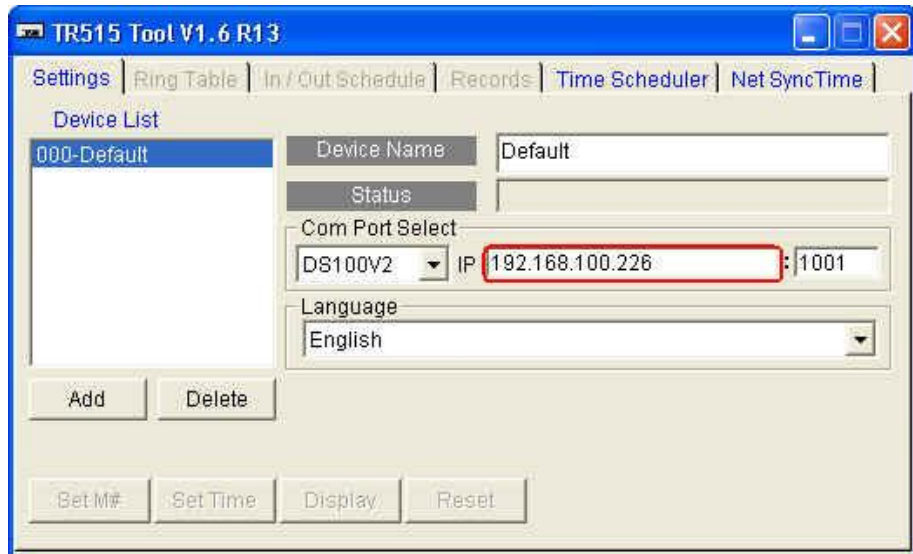 TR515 Tool V1.6 R13
Settings Ring Table In / Out Schedule Records Time Scheduler Net SyncTime
Device List
000-Default
Device Name Default
Status
Com Port Select
DS100V2 IP 192.168.100.226 : 1001
Language
English
Add Delete
Set M# Set Time Display Reset